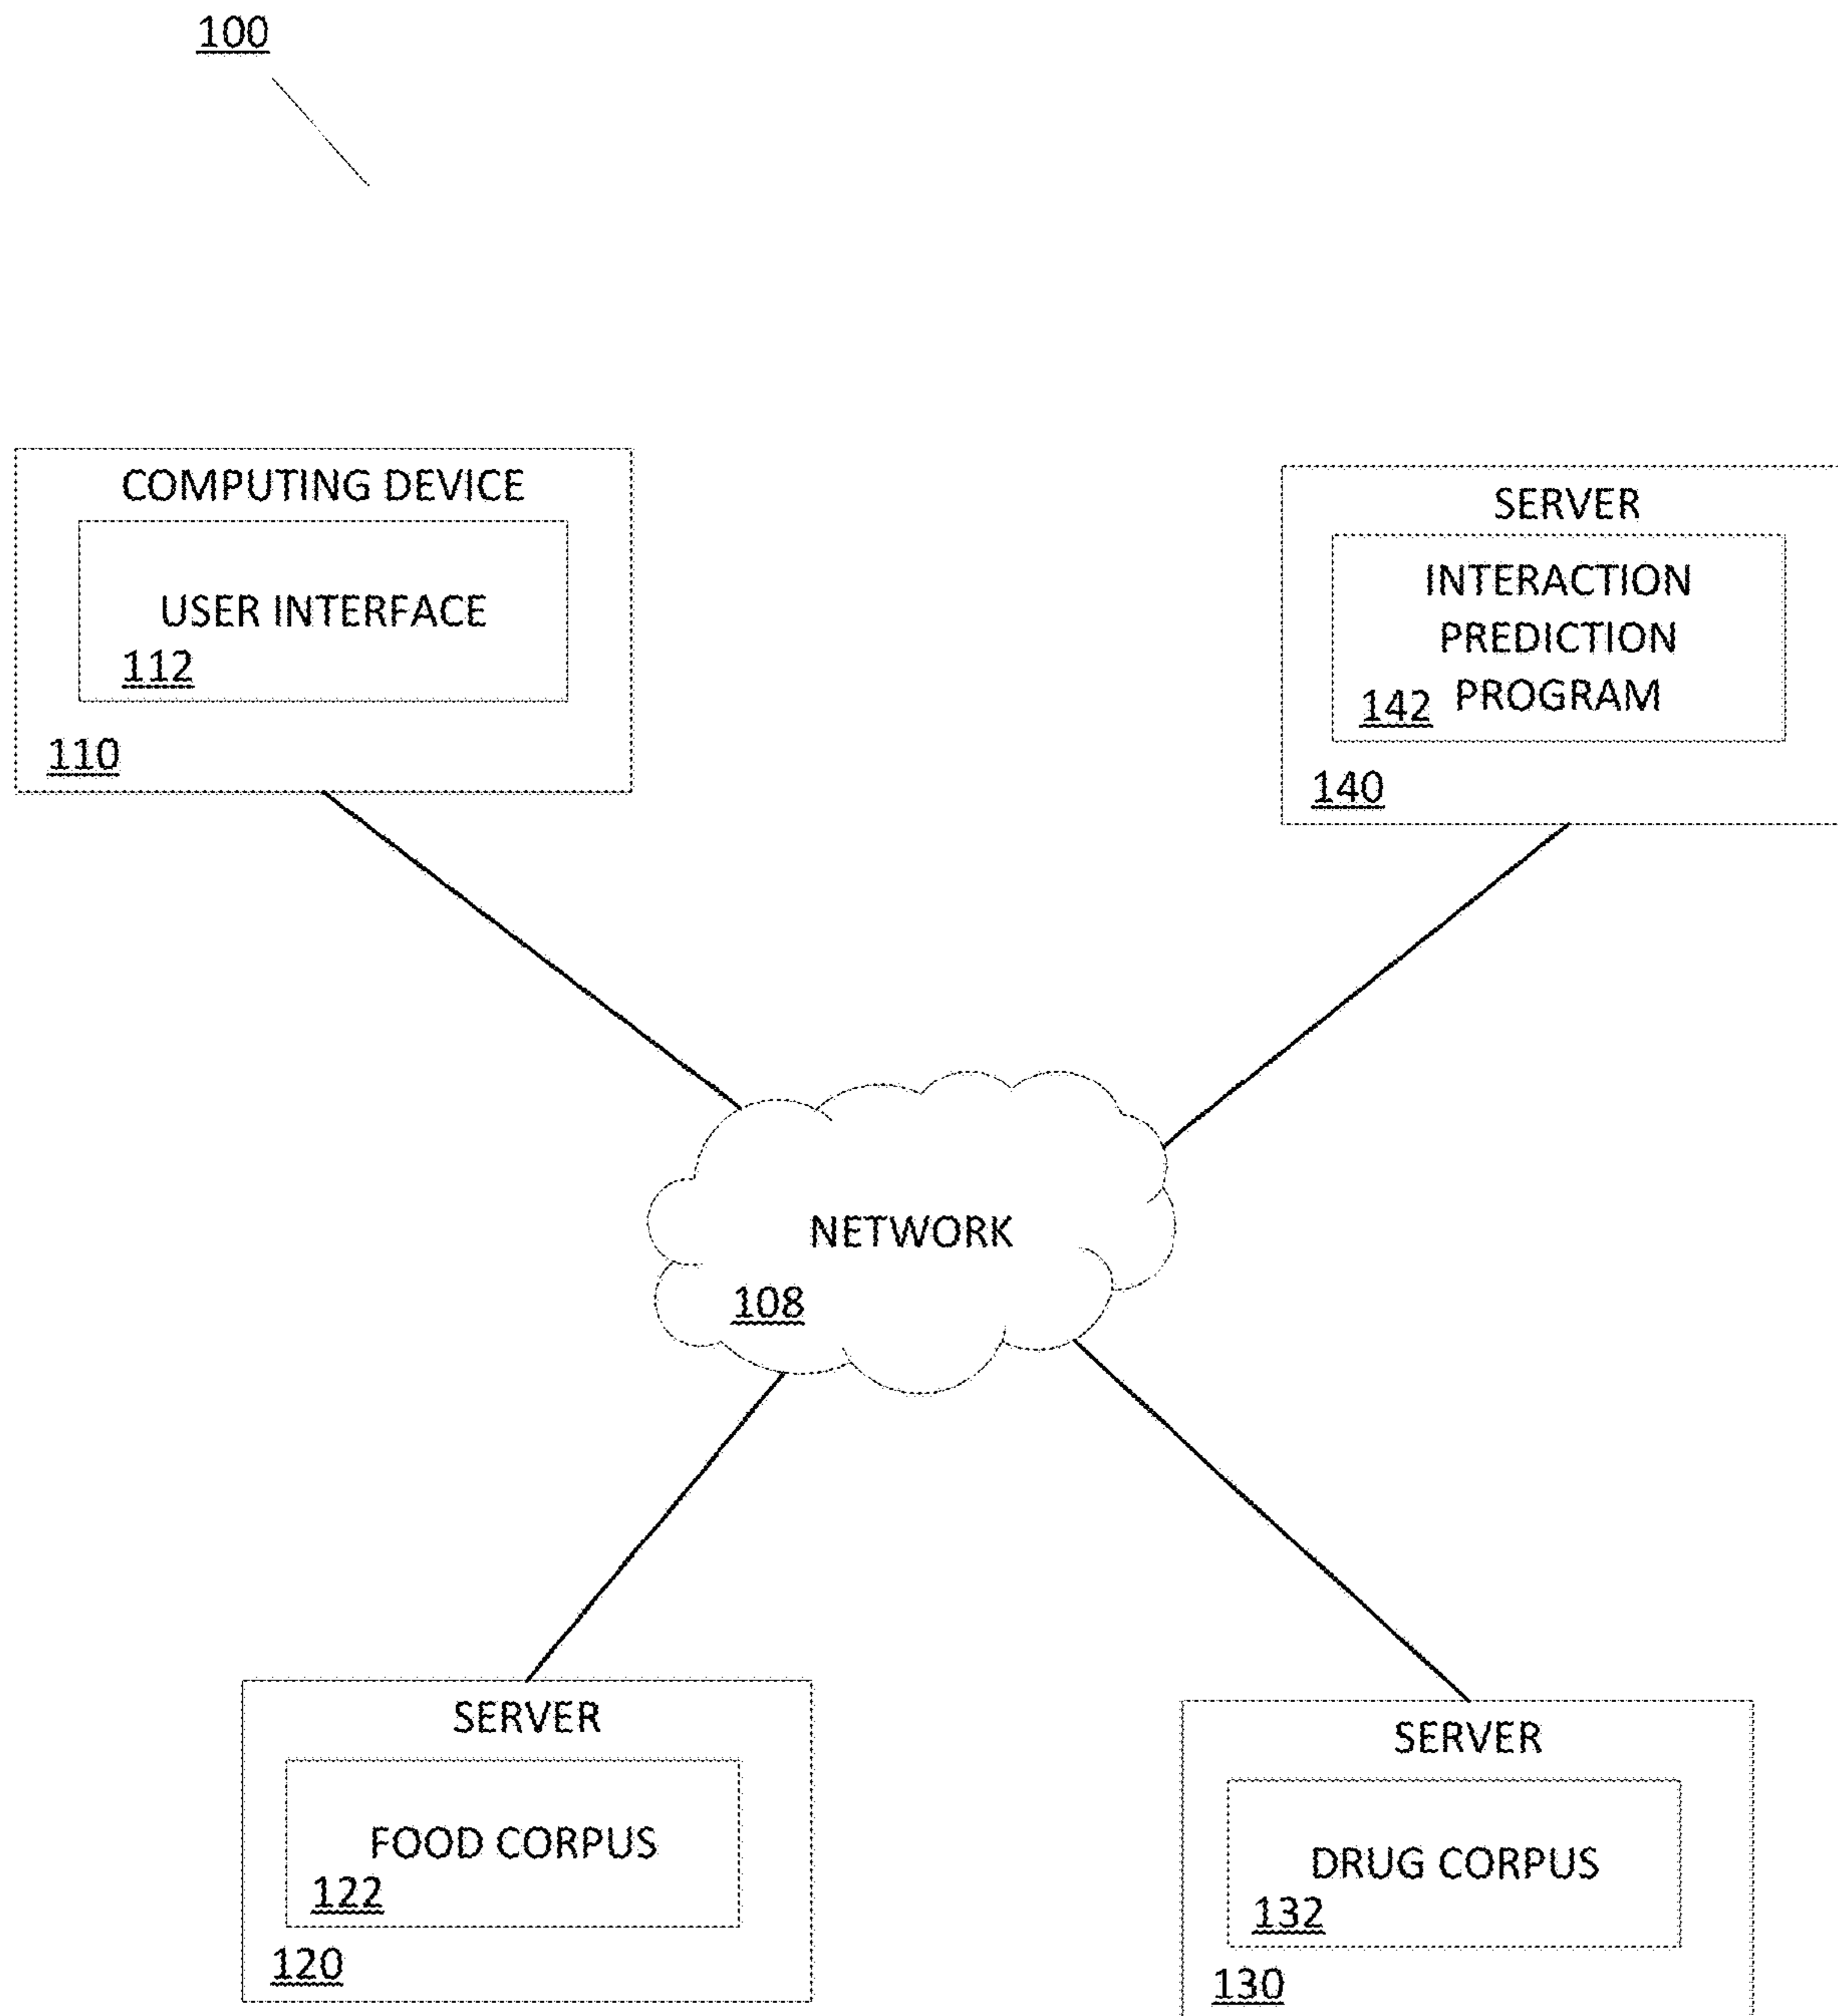 100
COMPUTING DEVICE
USER INTERFACE
112
110
SERVER
INTERACTION
PREDICTION
142 PROGRAM
140
NETWORK
108
SERVER
FOOD CORPUS
122
120
SERVER
DRUG CORPUS
132
130